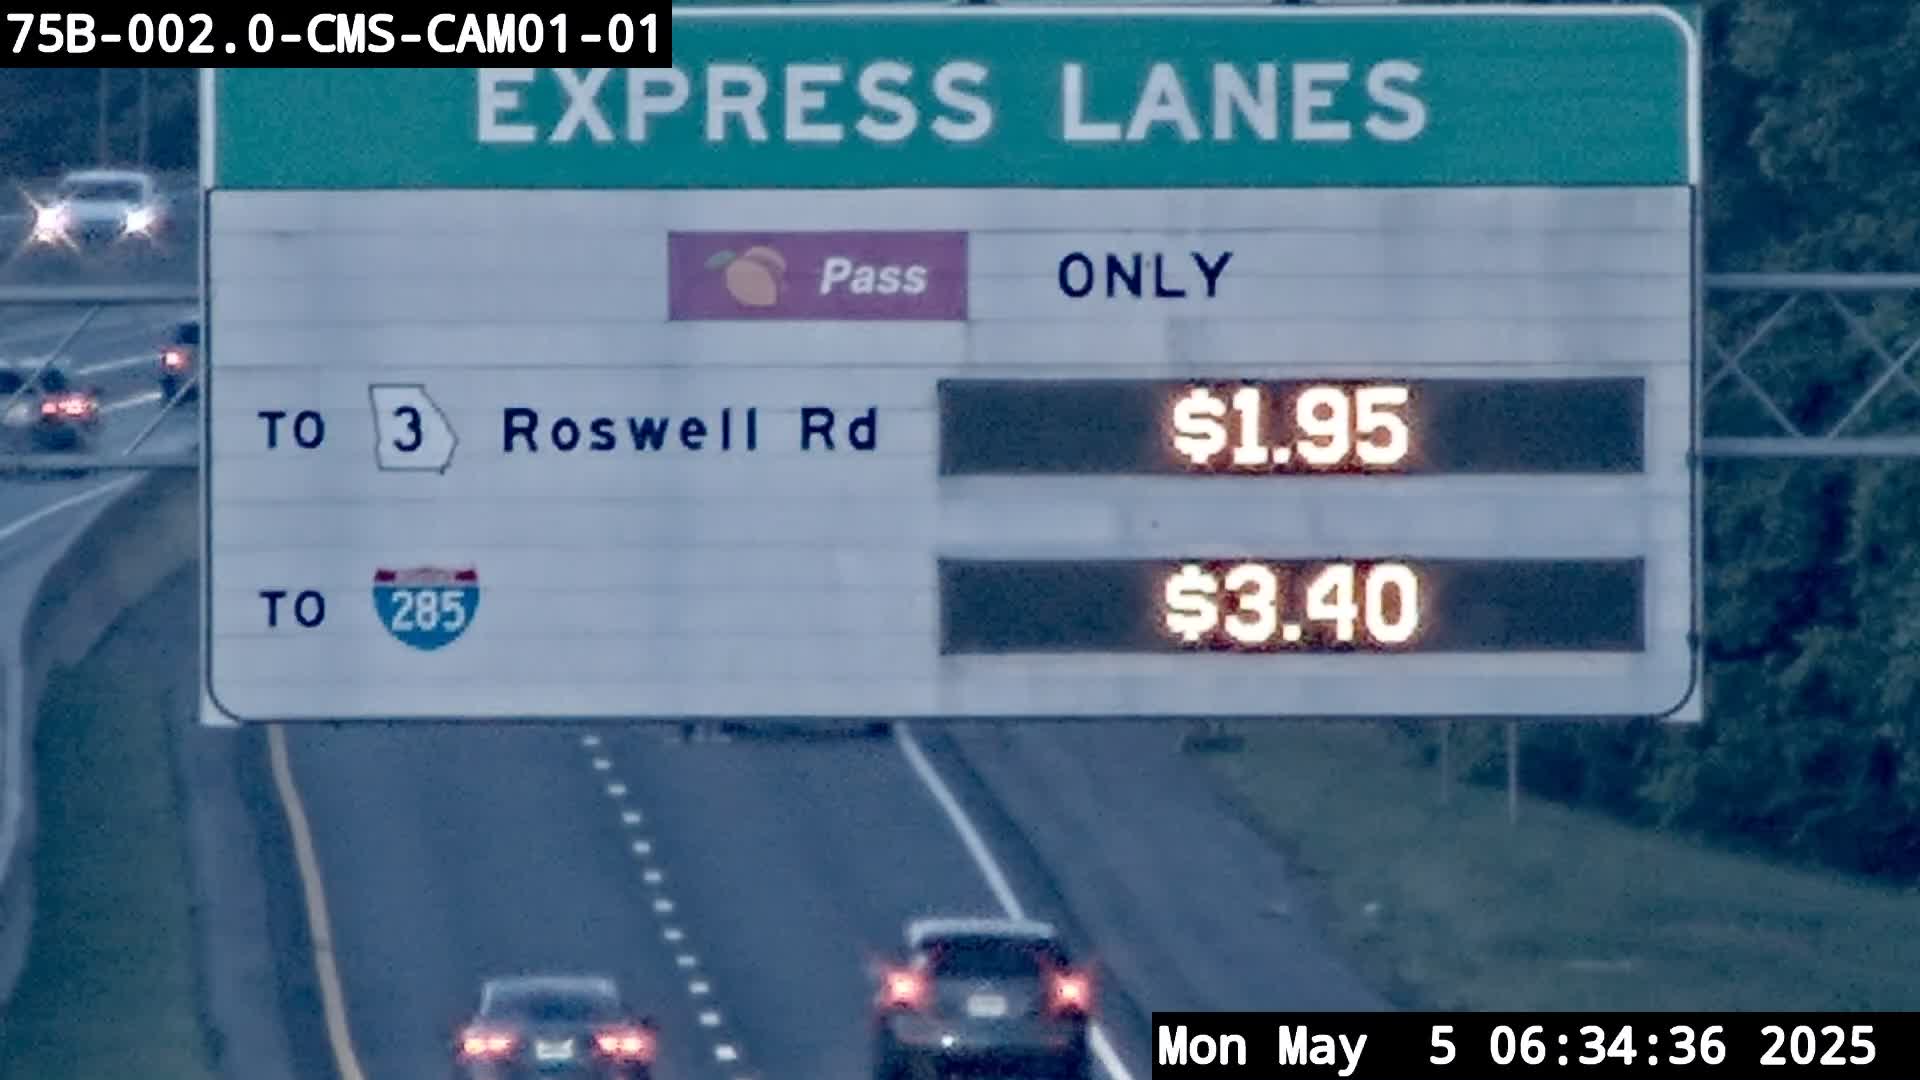 75B-002.0-CMS-CAM01-01
EXPRESS LANES
Pass ONLY
TO 3 Roswell Rd $1.95
TO 285 $3.40
Mon May 5 06:34:36 2025